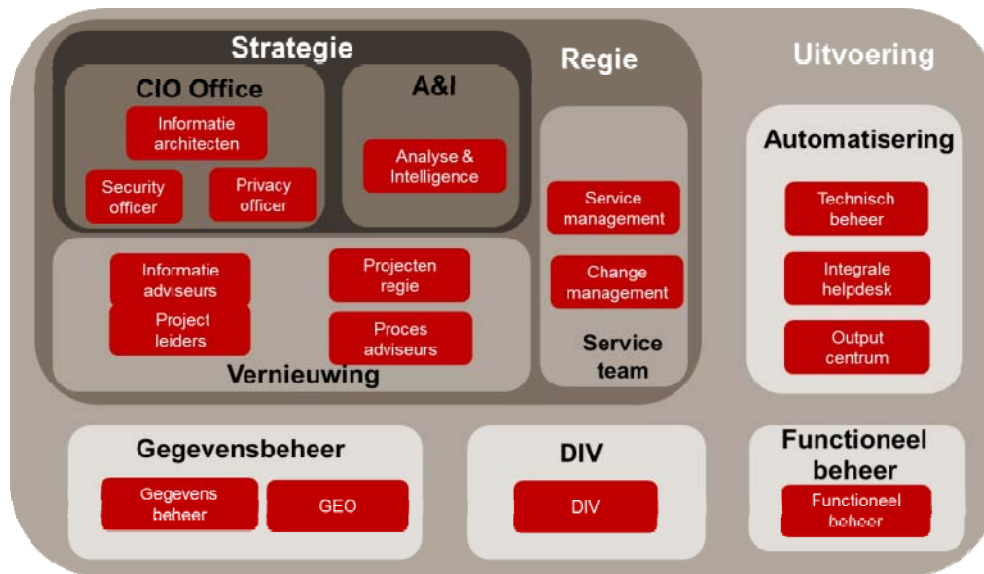 Strategie
Regie
Uitvoering
CIO Office
A&I
Informatie
architecten
Security
officer
Privacy
officer
Analyse &
Intelligence
Informatie
adviseurs
Project
leiders
Projecten
regie
Proces
adviseurs
Vernieuwing
Service
management
Change
management
Service
team
Automatisering
Technisch
beheer
Integrale
helpdesk
Output
centrum
Gegevensbeheer
Gegevens
beheer
GEO
DIV
DIV
Functioneel
beheer
Functioneel
beheer